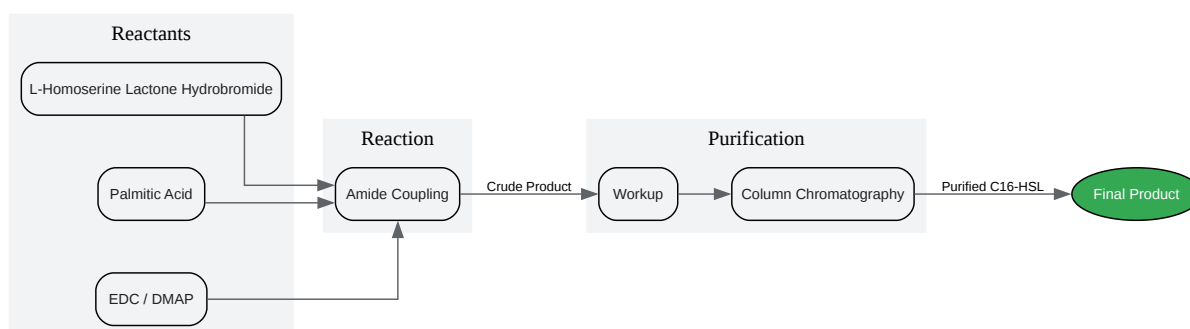 Reactants
L-Homoserine Lactone Hydrobromide
Reaction
Purification
Palmitic Acid
Amide Coupling
Crude Product
Workup
Column Chromatography
Purified C16-HSL
Final Product
EDC / DMAP